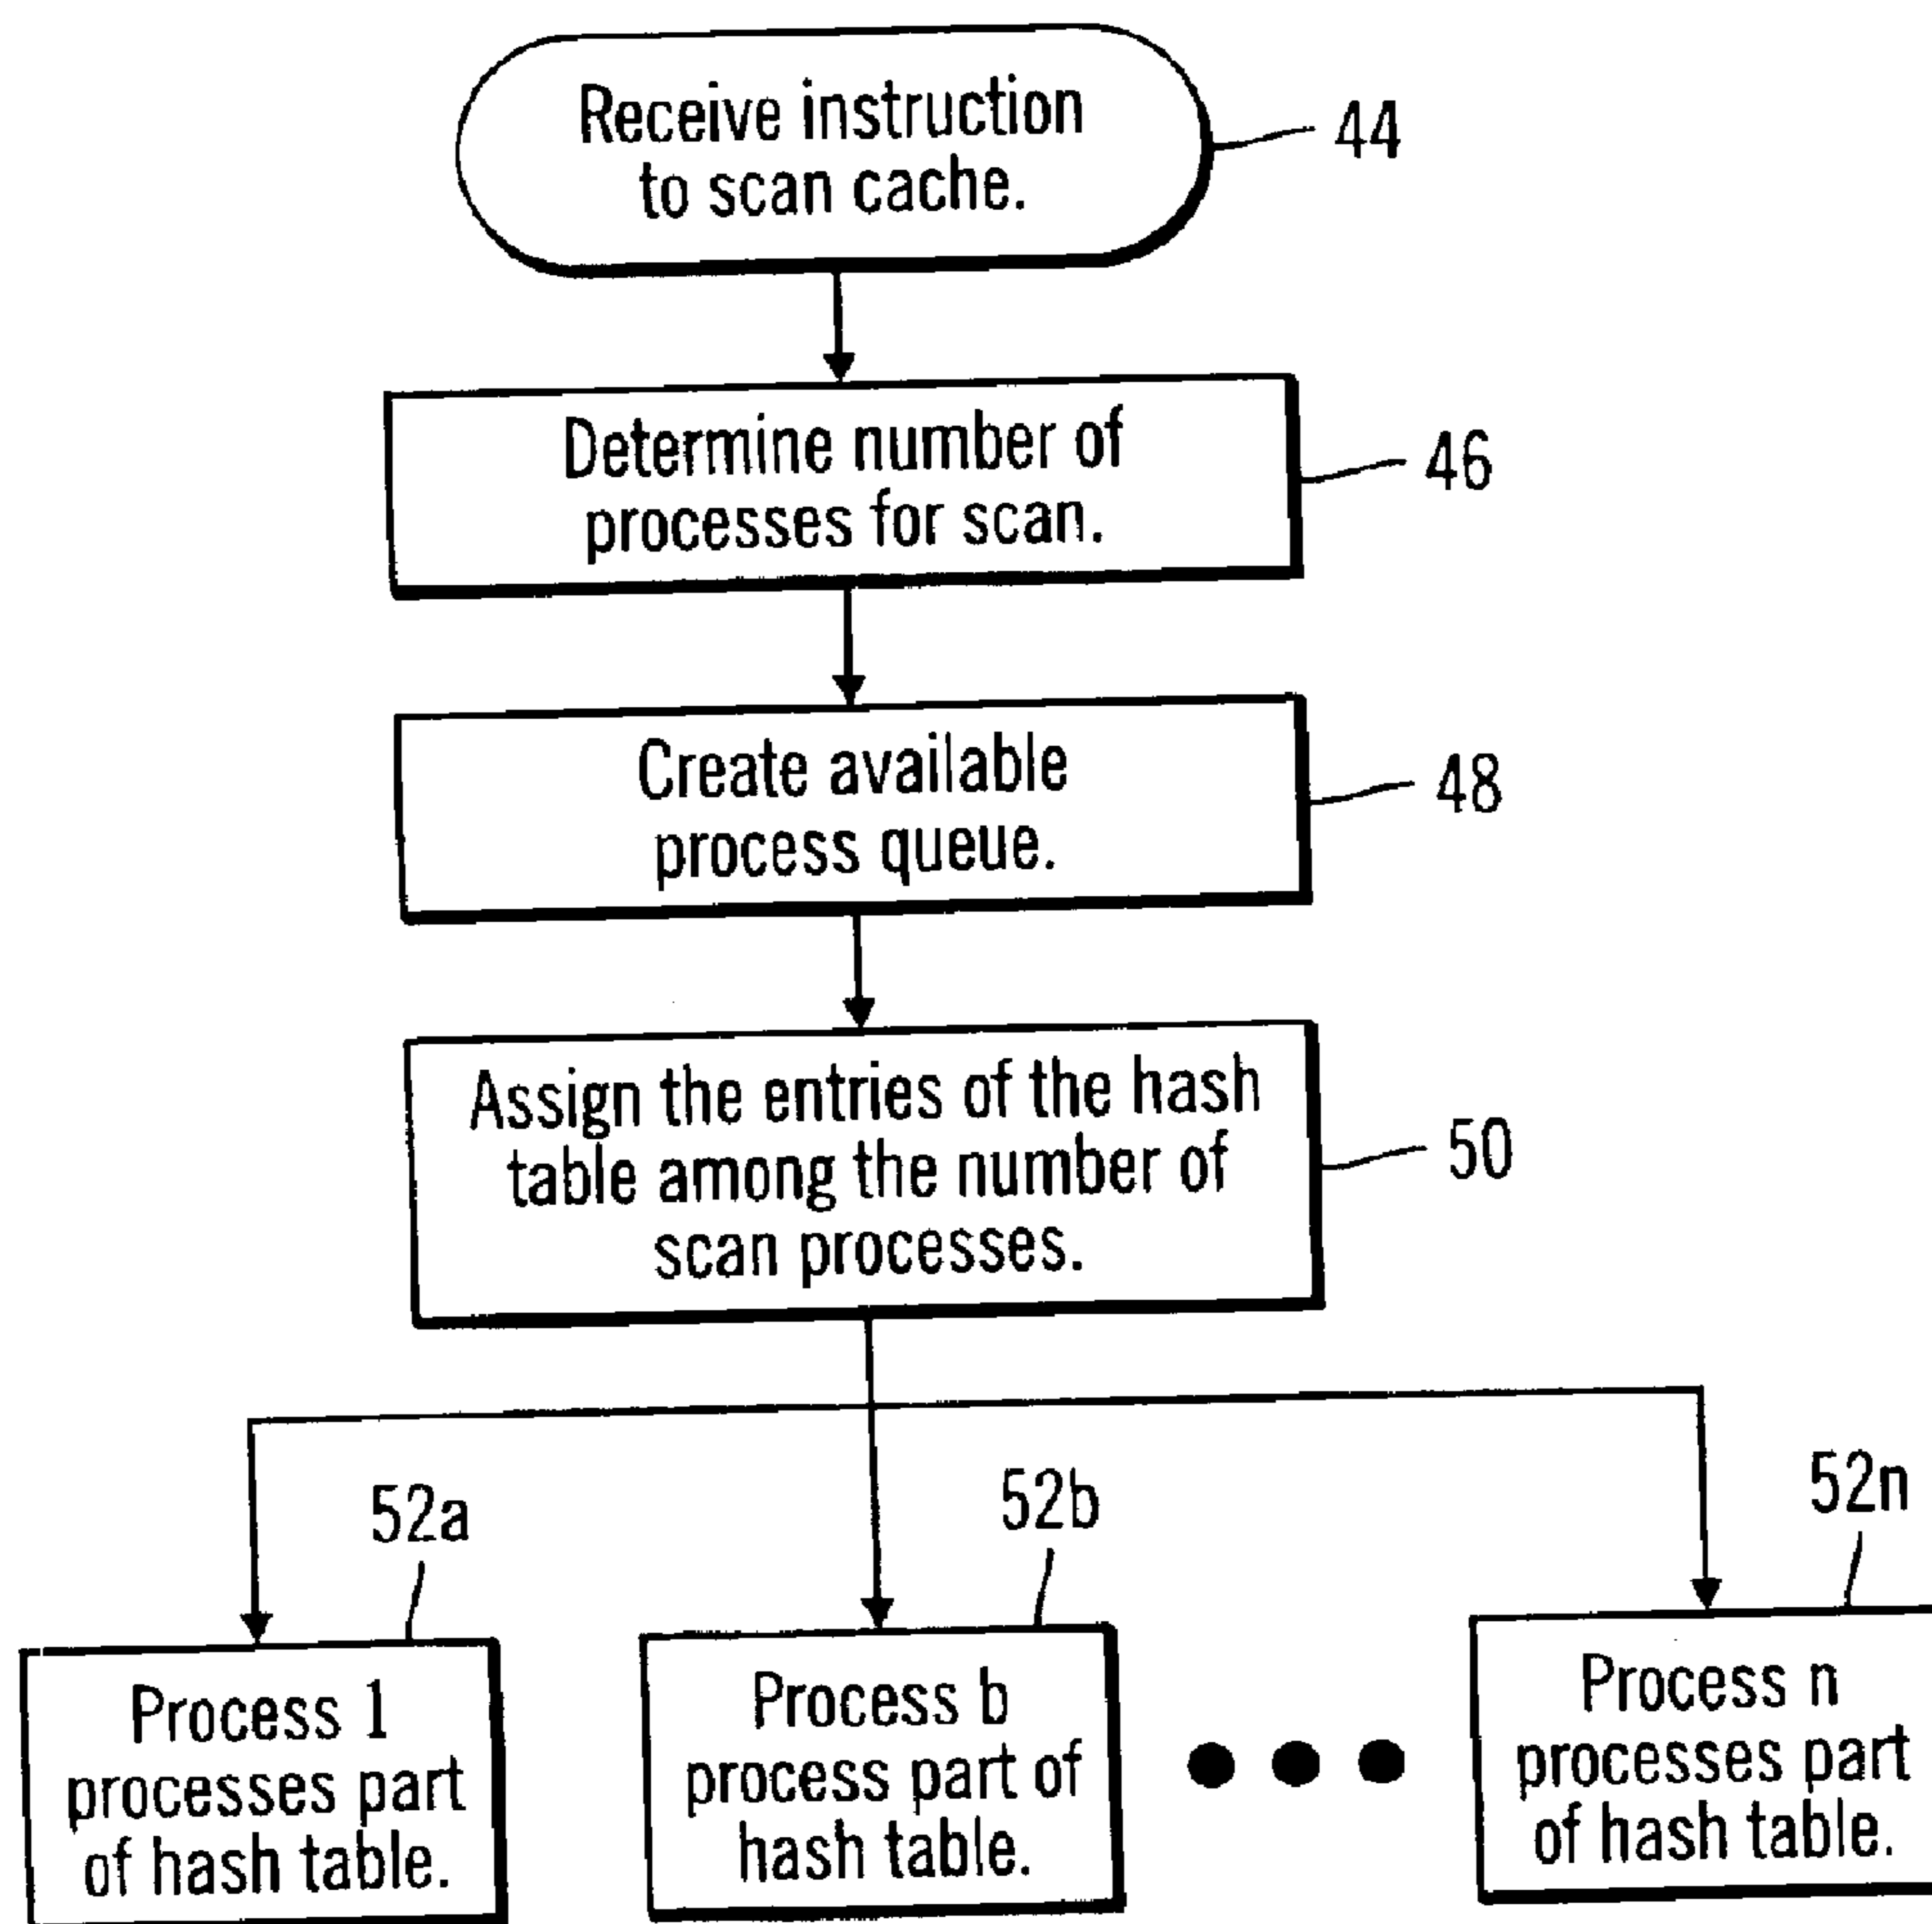 Receive instruction
to scan cache.
44
Determine number of
processes for scan.
46
Create available
process queue.
48
Assign the entries of the hash
table among the number of
scan processes.
50
52a
52b
52n
Process 1
processes part
of hash table.
Process b
process part of
hash table.
Process n
processes part
of hash table.